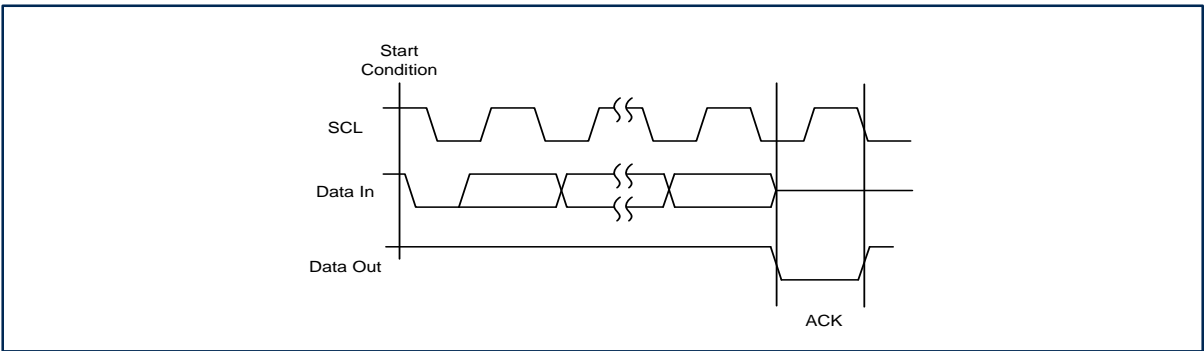 Start
Condition
SCL
Data In
Data Out
ACK